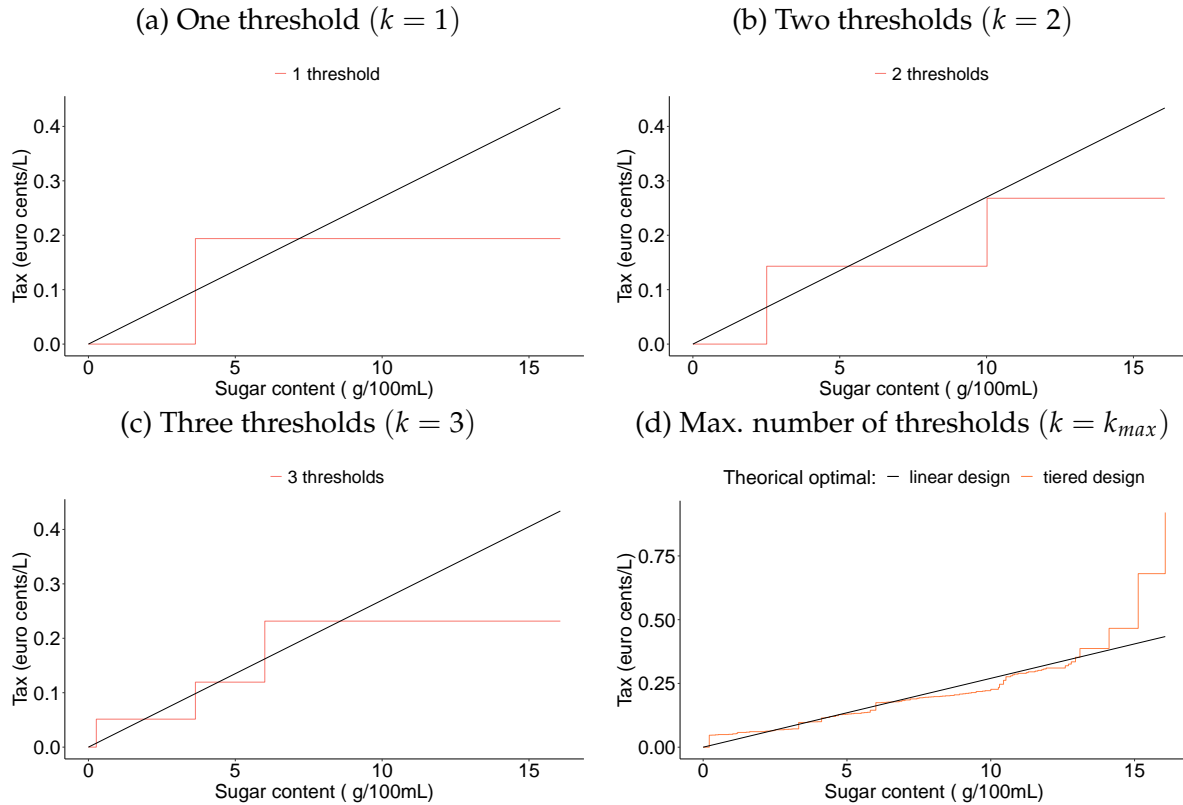 (a) One threshold (k = 1)
1 threshold
Tax (euro cents/L)
0.4
0.3
0.2
0.1
0.0
0 5 10 15
Sugar content ( g/100mL)
(b) Two thresholds (k = 2)
2 thresholds
Tax (euro cents/L)
0.4
0.3
0.2
0.1
0.0
0 5 10 15
Sugar content ( g/100mL)
(c) Three thresholds (k = 3)
3 thresholds
Tax (euro cents/L)
0.4
0.3
0.2
0.1
0.0
0 5 10 15
Sugar content ( g/100mL)
(d) Max. number of thresholds (k = kmax)
Theorical optimal: linear design tiered design
Tax (euro cents/L)
0.75
0.50
0.25
0.00
0 5 10 15
Sugar content ( g/100mL)